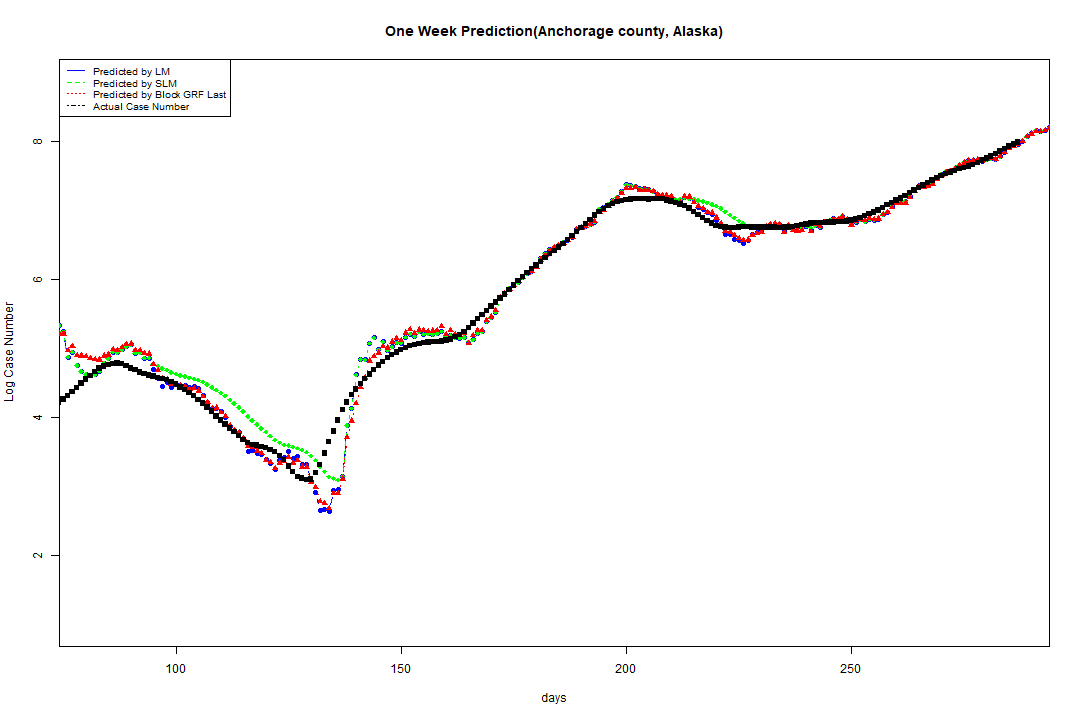 One Week Prediction(Anchorage county, Alaska)
Predicted by LM
Predicted by SLM
Predicted by Block GRF Last
Actual Case Number
8
6
4
2
Log Case Number
100 150 200 250
days